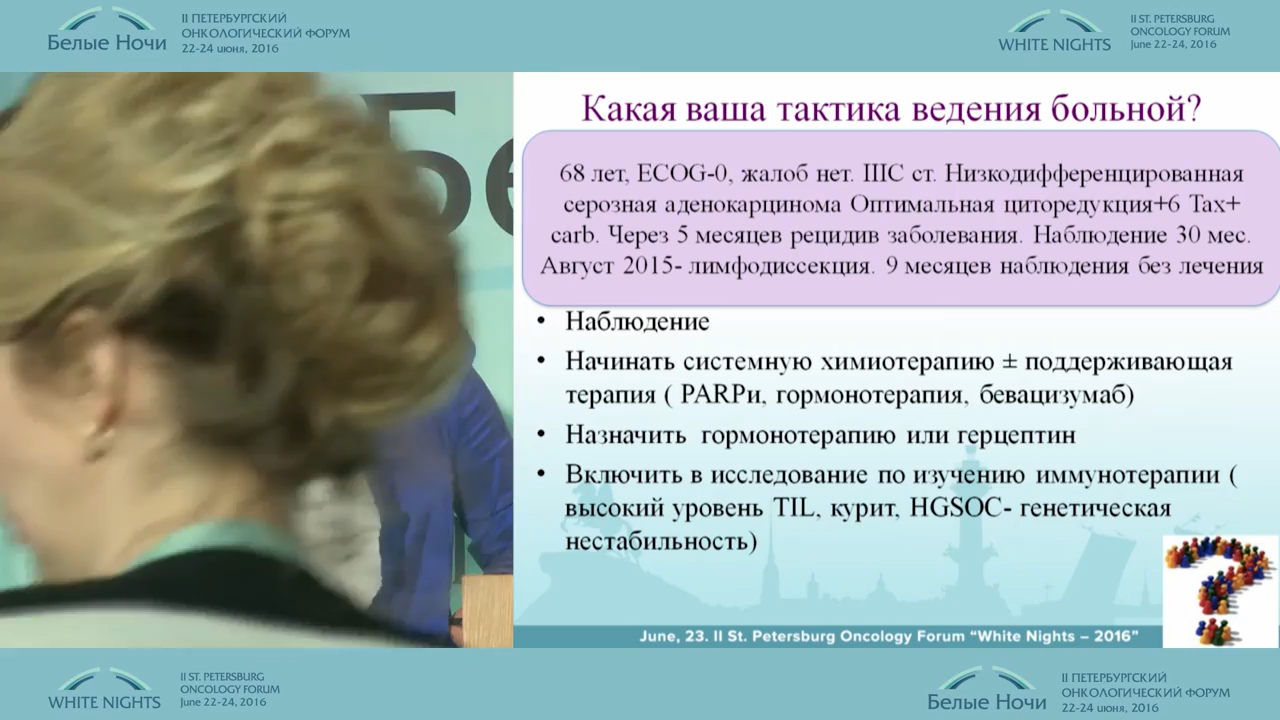 Белые Ночи
II ПЕТЕРБУРГСКИЙ
ОНКОЛОГИЧЕСКИЙ ФОРУМ
22-24 июня, 2016
WHITE NIGHTS
II ST. PETERSBURG
ONCOLOGY FORUM
June 22-24, 2016
Бе
Какая ваша тактика ведения больной?
68 лет, ECOG-0, жалоб нет. IIIC ст. Низкодифференцированная
серозная аденокарцинома Оптимальная циторедукция+6 Tax+
carb. Через 5 месяцев рецидив заболевания. Наблюдение 30 мес.
Август 2015- лимфодиссекция. 9 месяцев наблюдения без лечения
• Наблюдение
• Начинать системную химиотерапию ± поддерживающая
терапия ( PARPи, гормонотерапия, бевацизумаб)
• Назначить гормонотерапию или герцептин
• Включить в исследование по изучению иммунотерапии (
высокий уровень TIL, курит, HGSOC- генетическая
нестабильность)
June, 23. II St. Petersburg Oncology Forum “White Nights – 2016”
WHITE NIGHTS
II ST. PETERSBURG
ONCOLOGY FORUM
June 22-24, 2016
Белые Ночи
II ПЕТЕРБУРГСКИЙ
ОНКОЛОГИЧЕСКИЙ ФОРУМ
22-24 июня, 2016